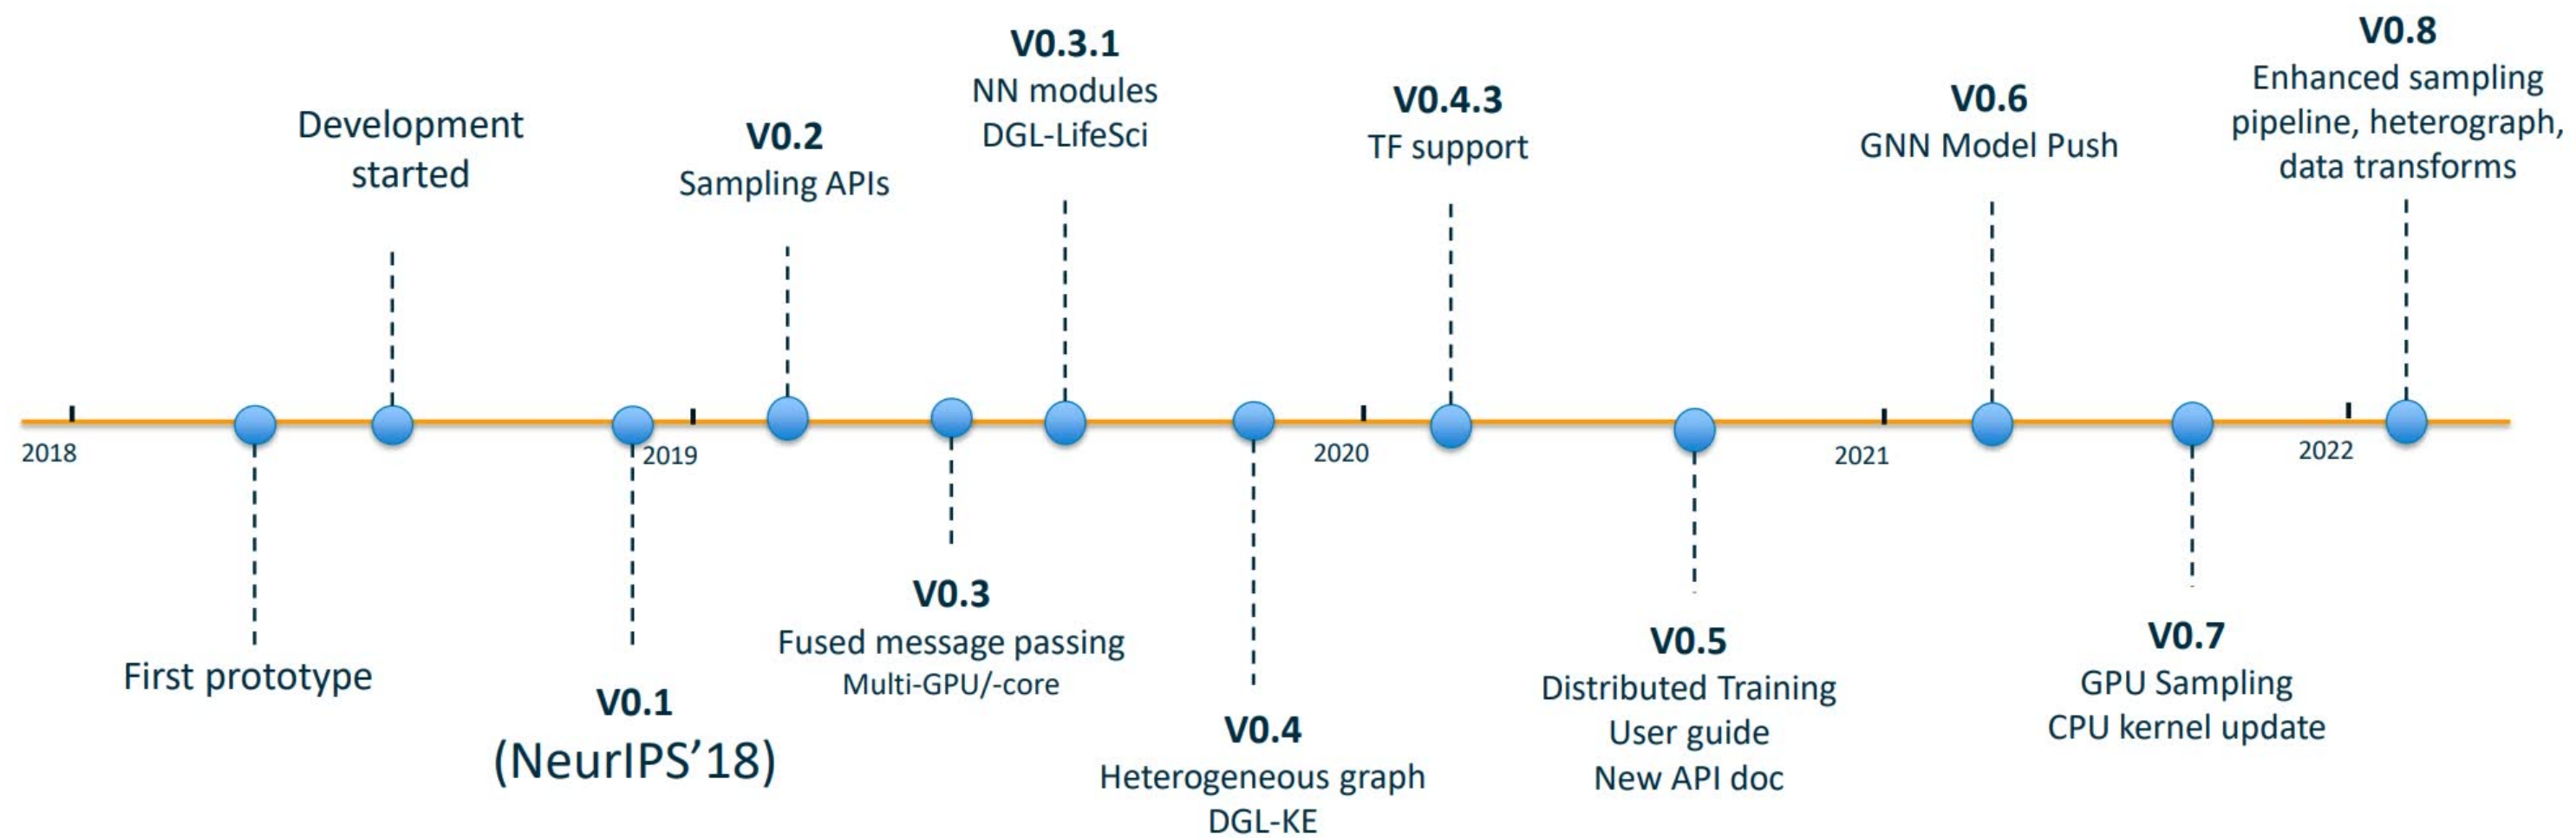 Development
started
V0.2
Sampling APIs
V0.3.1
NN modules
DGL-LifeSci
V0.4.3
TF support
V0.6
GNN Model Push
V0.8
Enhanced sampling
pipeline, heterograph,
data transforms
2018
2019
2020
2021
2022
First prototype
V0.1
(NeurIPS’18)
V0.3
Fused message passing
Multi-GPU/-core
V0.4
Heterogeneous graph
DGL-KE
V0.5
Distributed Training
User guide
New API doc
V0.7
GPU Sampling
CPU kernel update